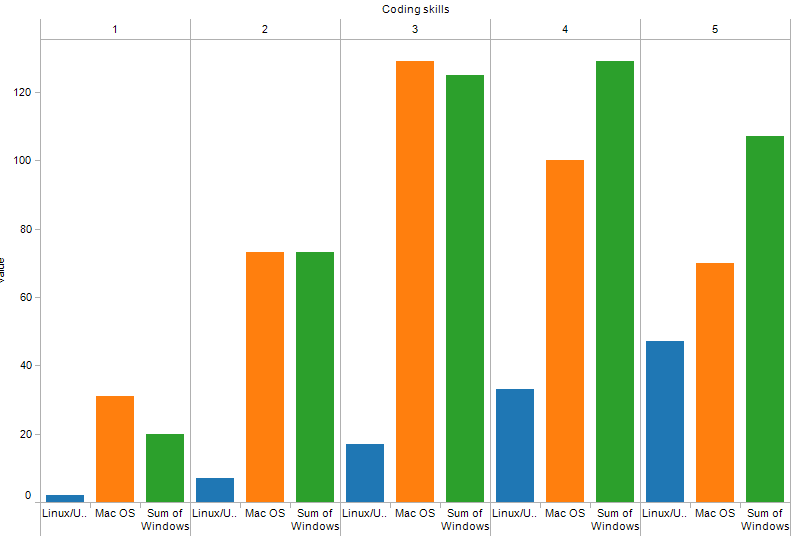 Coding skills
1 2 3 4 5
120
100
80
60
40
20
0
Value
Linux/U.. Mac OS Sum of Windows Linux/U.. Mac OS Sum of Windows Linux/U.. Mac OS Sum of Windows Linux/U.. Mac OS Sum of Windows Linux/U.. Mac OS Sum of Windows